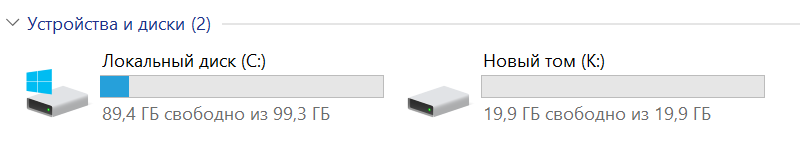 Устройства и диски (2)
Локальный диск (C:)
89,4 ГБ свободно из 99,3 ГБ
Новый том (K:)
19,9 ГБ свободно из 19,9 ГБ